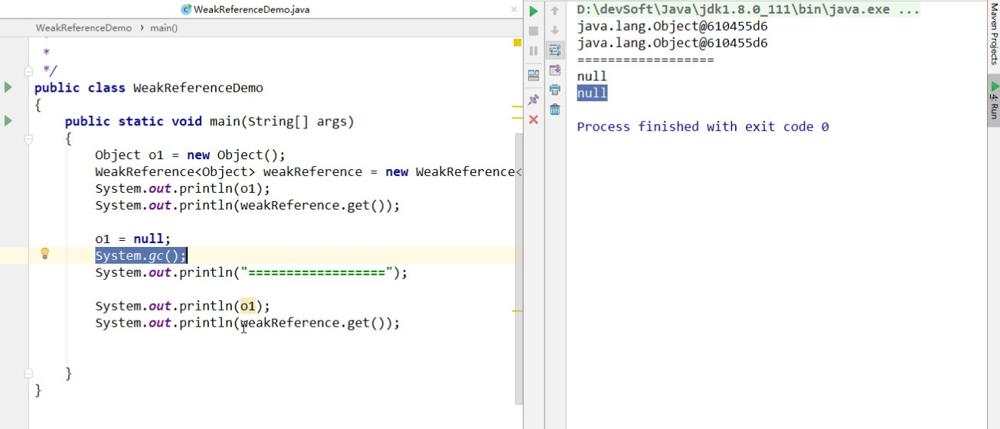 WeakReferenceDemo.java
WeakReferenceDemo › main()
*
*/
public class WeakReferenceDemo
{
public static void main(String[] args)
{
Object o1 = new Object();
WeakReference<Object> weakReference = new WeakReference<
System.out.println(o1);
System.out.println(weakReference.get());
o1 = null;
System.gc();
System.out.println("==================");
System.out.println(o1);
System.out.println(weakReference.get());
}
}
D:\devSoft\Java\jdk1.8.0_111\bin\java.exe ...
java.lang.Object@610455d6
java.lang.Object@610455d6
==================
null
null
Process finished with exit code 0
Maven Projects
4: Run